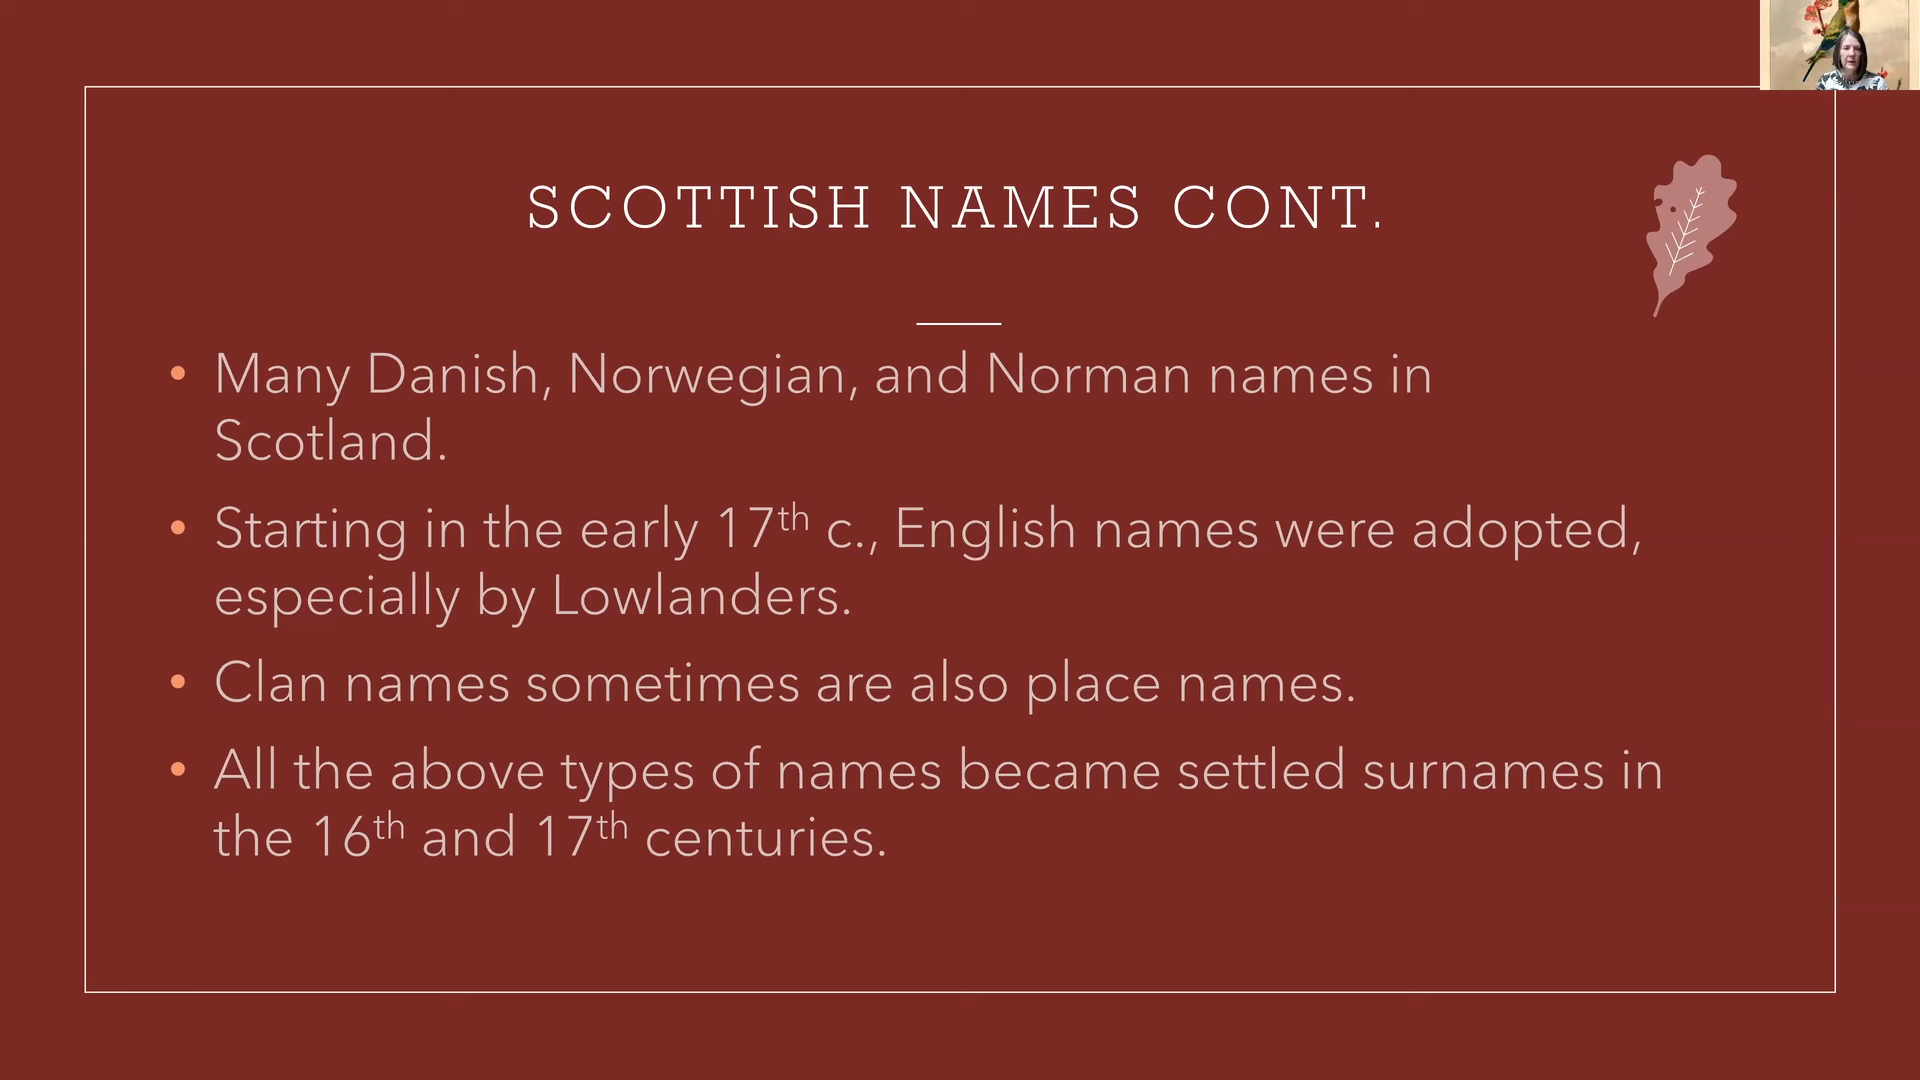 SCOTTISH NAMES CONT.
• Many Danish, Norwegian, and Norman names in
Scotland.
• Starting in the early 17th c., English names were adopted,
especially by Lowlanders.
• Clan names sometimes are also place names.
• All the above types of names became settled surnames in
the 16th and 17th centuries.